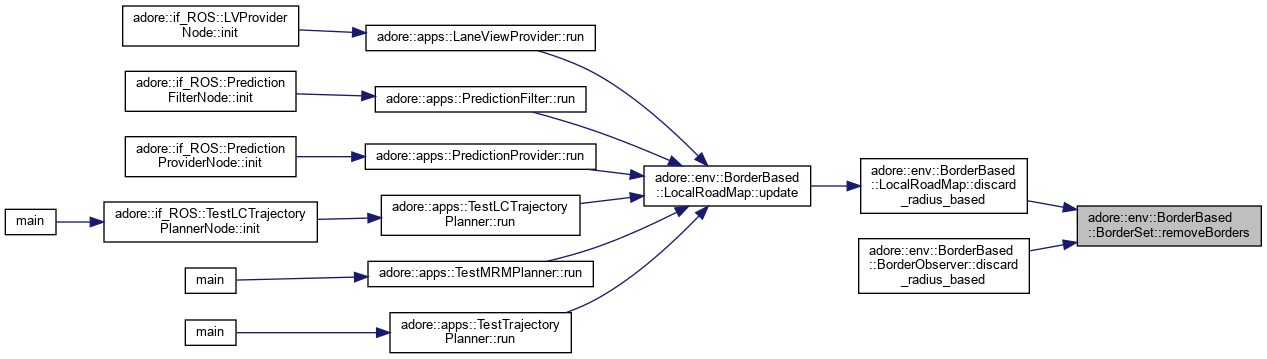 adore::if_ROS::LVProvider
Node::init
adore::apps::LaneViewProvider::run
adore::if_ROS::Prediction
FilterNode::init
adore::apps::PredictionFilter::run
adore::if_ROS::Prediction
ProviderNode::init
adore::apps::PredictionProvider::run
main
adore::if_ROS::TestLCTrajectory
PlannerNode::init
adore::apps::TestLCTrajectory
Planner::run
main
adore::apps::TestMRMPlanner::run
main
adore::apps::TestTrajectory
Planner::run
adore::env::BorderBased
::LocalRoadMap::update
adore::env::BorderBased
::LocalRoadMap::discard
_radius_based
adore::env::BorderBased
::BorderObserver::discard
_radius_based
adore::env::BorderBased
::BorderSet::removeBorders